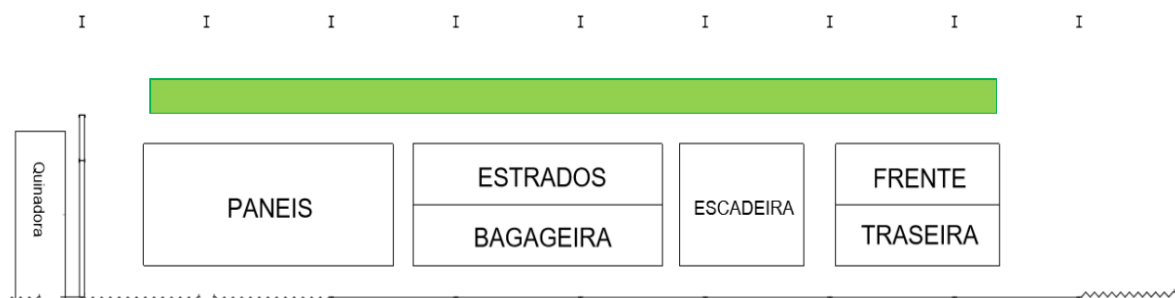 Quinadora
PANEIS
ESTRADOS
BAGAGEIRA
ESCADEIRA
FRENTE
TRASEIRA